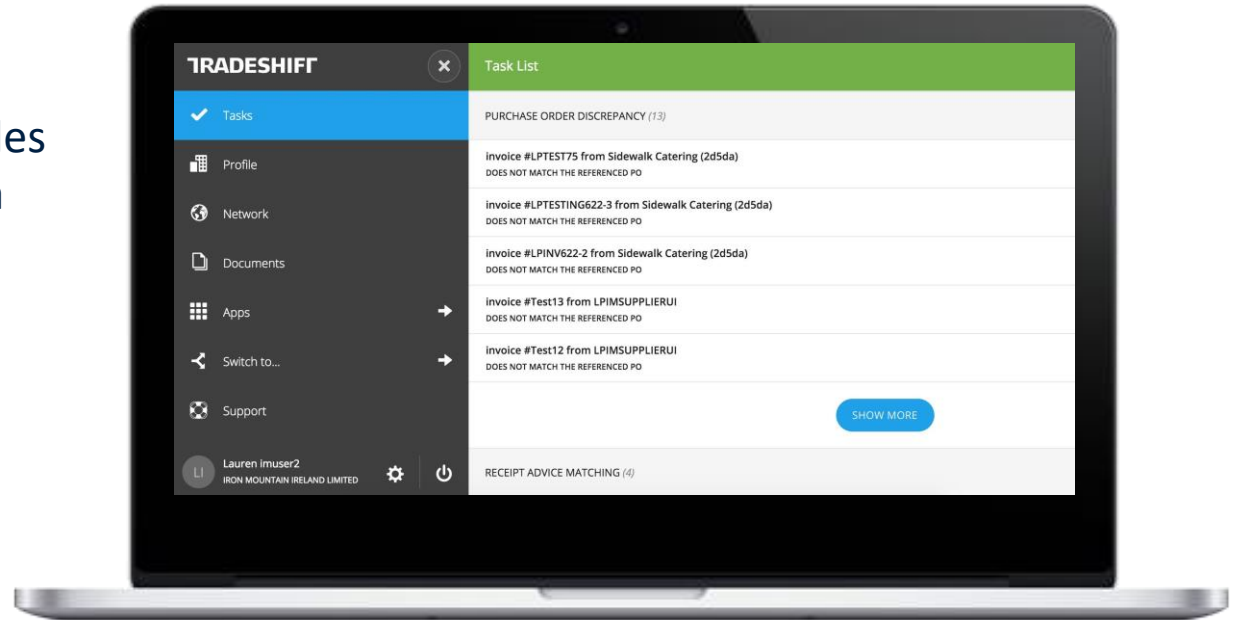 TRADESHIFT
Task List
Tasks
Profile
Network
Documents
Apps
Switch to...
Support
LI
Lauren imuser2
IRON MOUNTAIN IRELAND LIMITED
PURCHASE ORDER DISCREPANCY (13)
invoice #LPTEST75 from Sidewalk Catering (2d5da)
DOES NOT MATCH THE REFERENCED PO
invoice #LPTESTING622-3 from Sidewalk Catering (2d5da)
DOES NOT MATCH THE REFERENCED PO
invoice #LPINV622-2 from Sidewalk Catering (2d5da)
DOES NOT MATCH THE REFERENCED PO
invoice #Test13 from LPIMSUPPLIERUI
DOES NOT MATCH THE REFERENCED PO
invoice #Test12 from LPIMSUPPLIERUI
DOES NOT MATCH THE REFERENCED PO
SHOW MORE
RECEIPT ADVICE MATCHING (4)